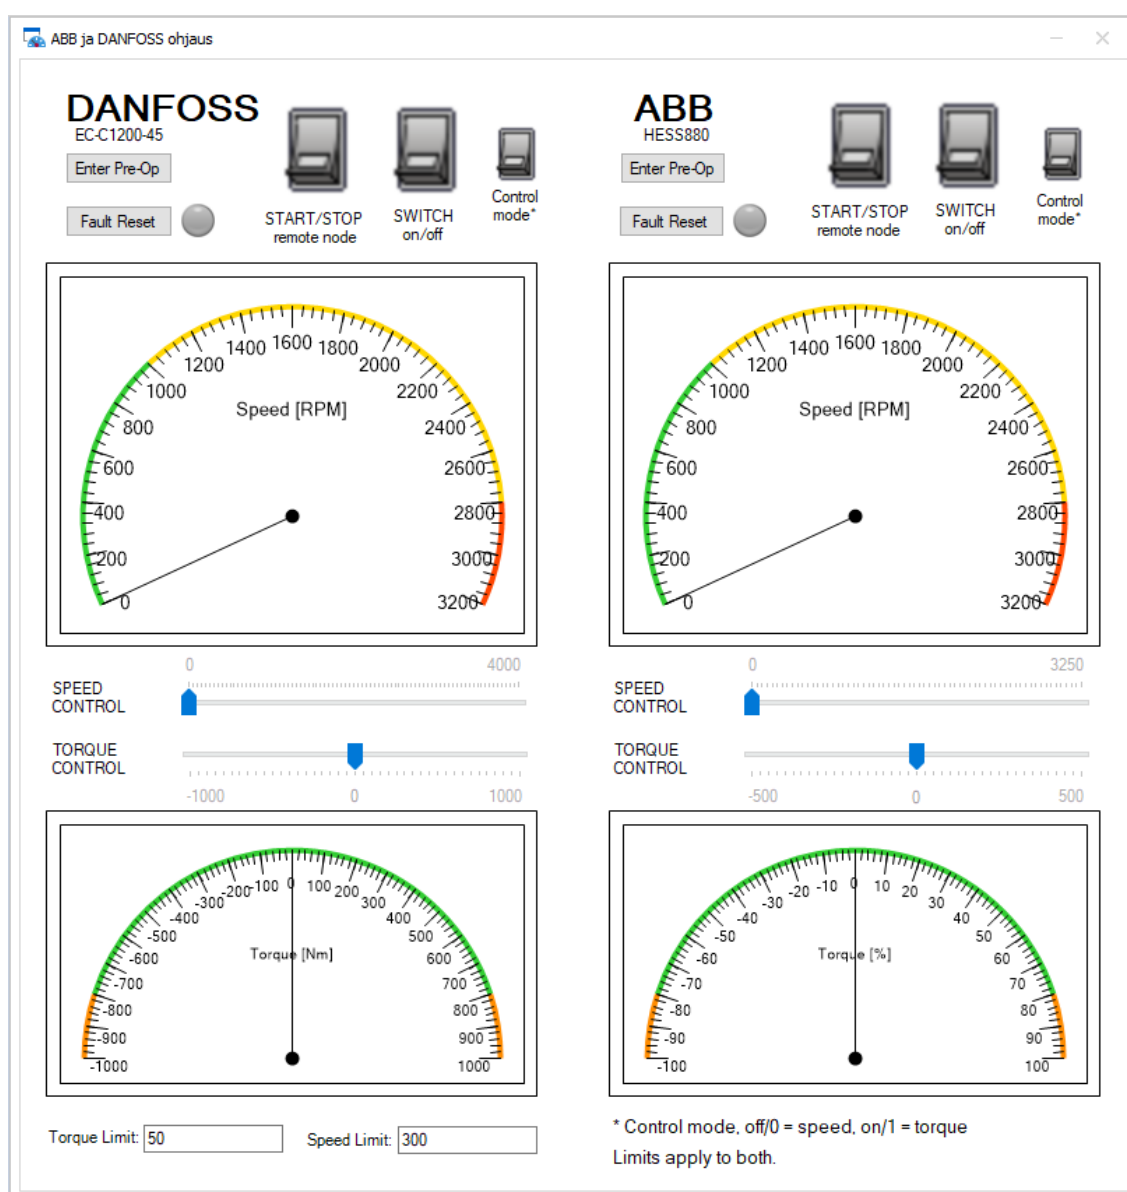 ABB ja DANFOSS ohjaus
DANFOSS
EC-C1200-45
Enter Pre-Op
Fault Reset
START/STOP
remote node
SWITCH
on/off
Control
mode*
ABB
HESS880
Enter Pre-Op
Fault Reset
START/STOP
remote node
SWITCH
on/off
Control
mode*
0
200
400
600
800
1000
1200
1400
1600
1800
2000
2200
2400
2600
2800
3000
3200
Speed [RPM]
0
200
400
600
800
1000
1200
1400
1600
1800
2000
2200
2400
2600
2800
3000
3200
Speed [RPM]
0 4000
SPEED
CONTROL
TORQUE
CONTROL
-1000 0 1000
0 3250
SPEED
CONTROL
TORQUE
CONTROL
-500 0 500
-1000
-900
-800
-700
-600
-500
-400
-300
-200
-100
0
100
200
300
400
500
600
700
800
900
1000
Torque [Nm]
-100
-90
-80
-70
-60
-50
-40
-30
-20
-10
0
10
20
30
40
50
60
70
80
90
100
Torque [%]
Torque Limit: 50
Speed Limit: 300
* Control mode, off/0 = speed, on/1 = torque
Limits apply to both.